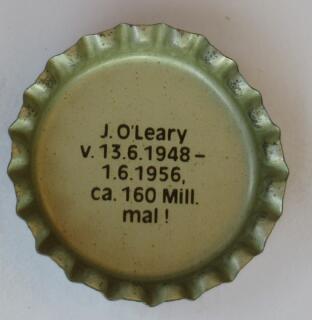 J. O'Leary
v. 13.6.1948 –
1.6.1956,
ca. 160 Mill.
mal !